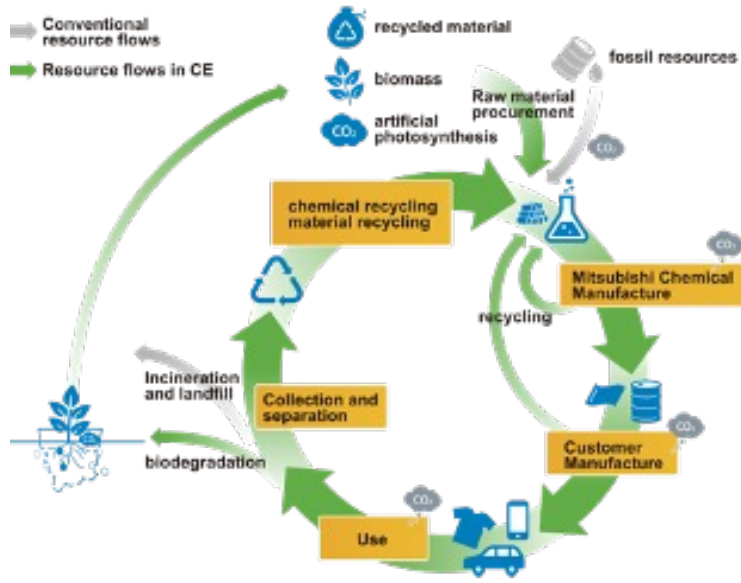 Conventional
resource flows
Resource flows in CE
recycled material
biomass
CO₂
artificial
photosynthesis
Raw material
procurement
fossil resources
CO₂
chemical recycling
material recycling
CO₂
Mitsubishi Chemical
Manufacture
recycling
Incineration
and landfill
Collection and
separation
biodegradation
CO₂
CO₂
Customer
Manufacture
CO₂
Use